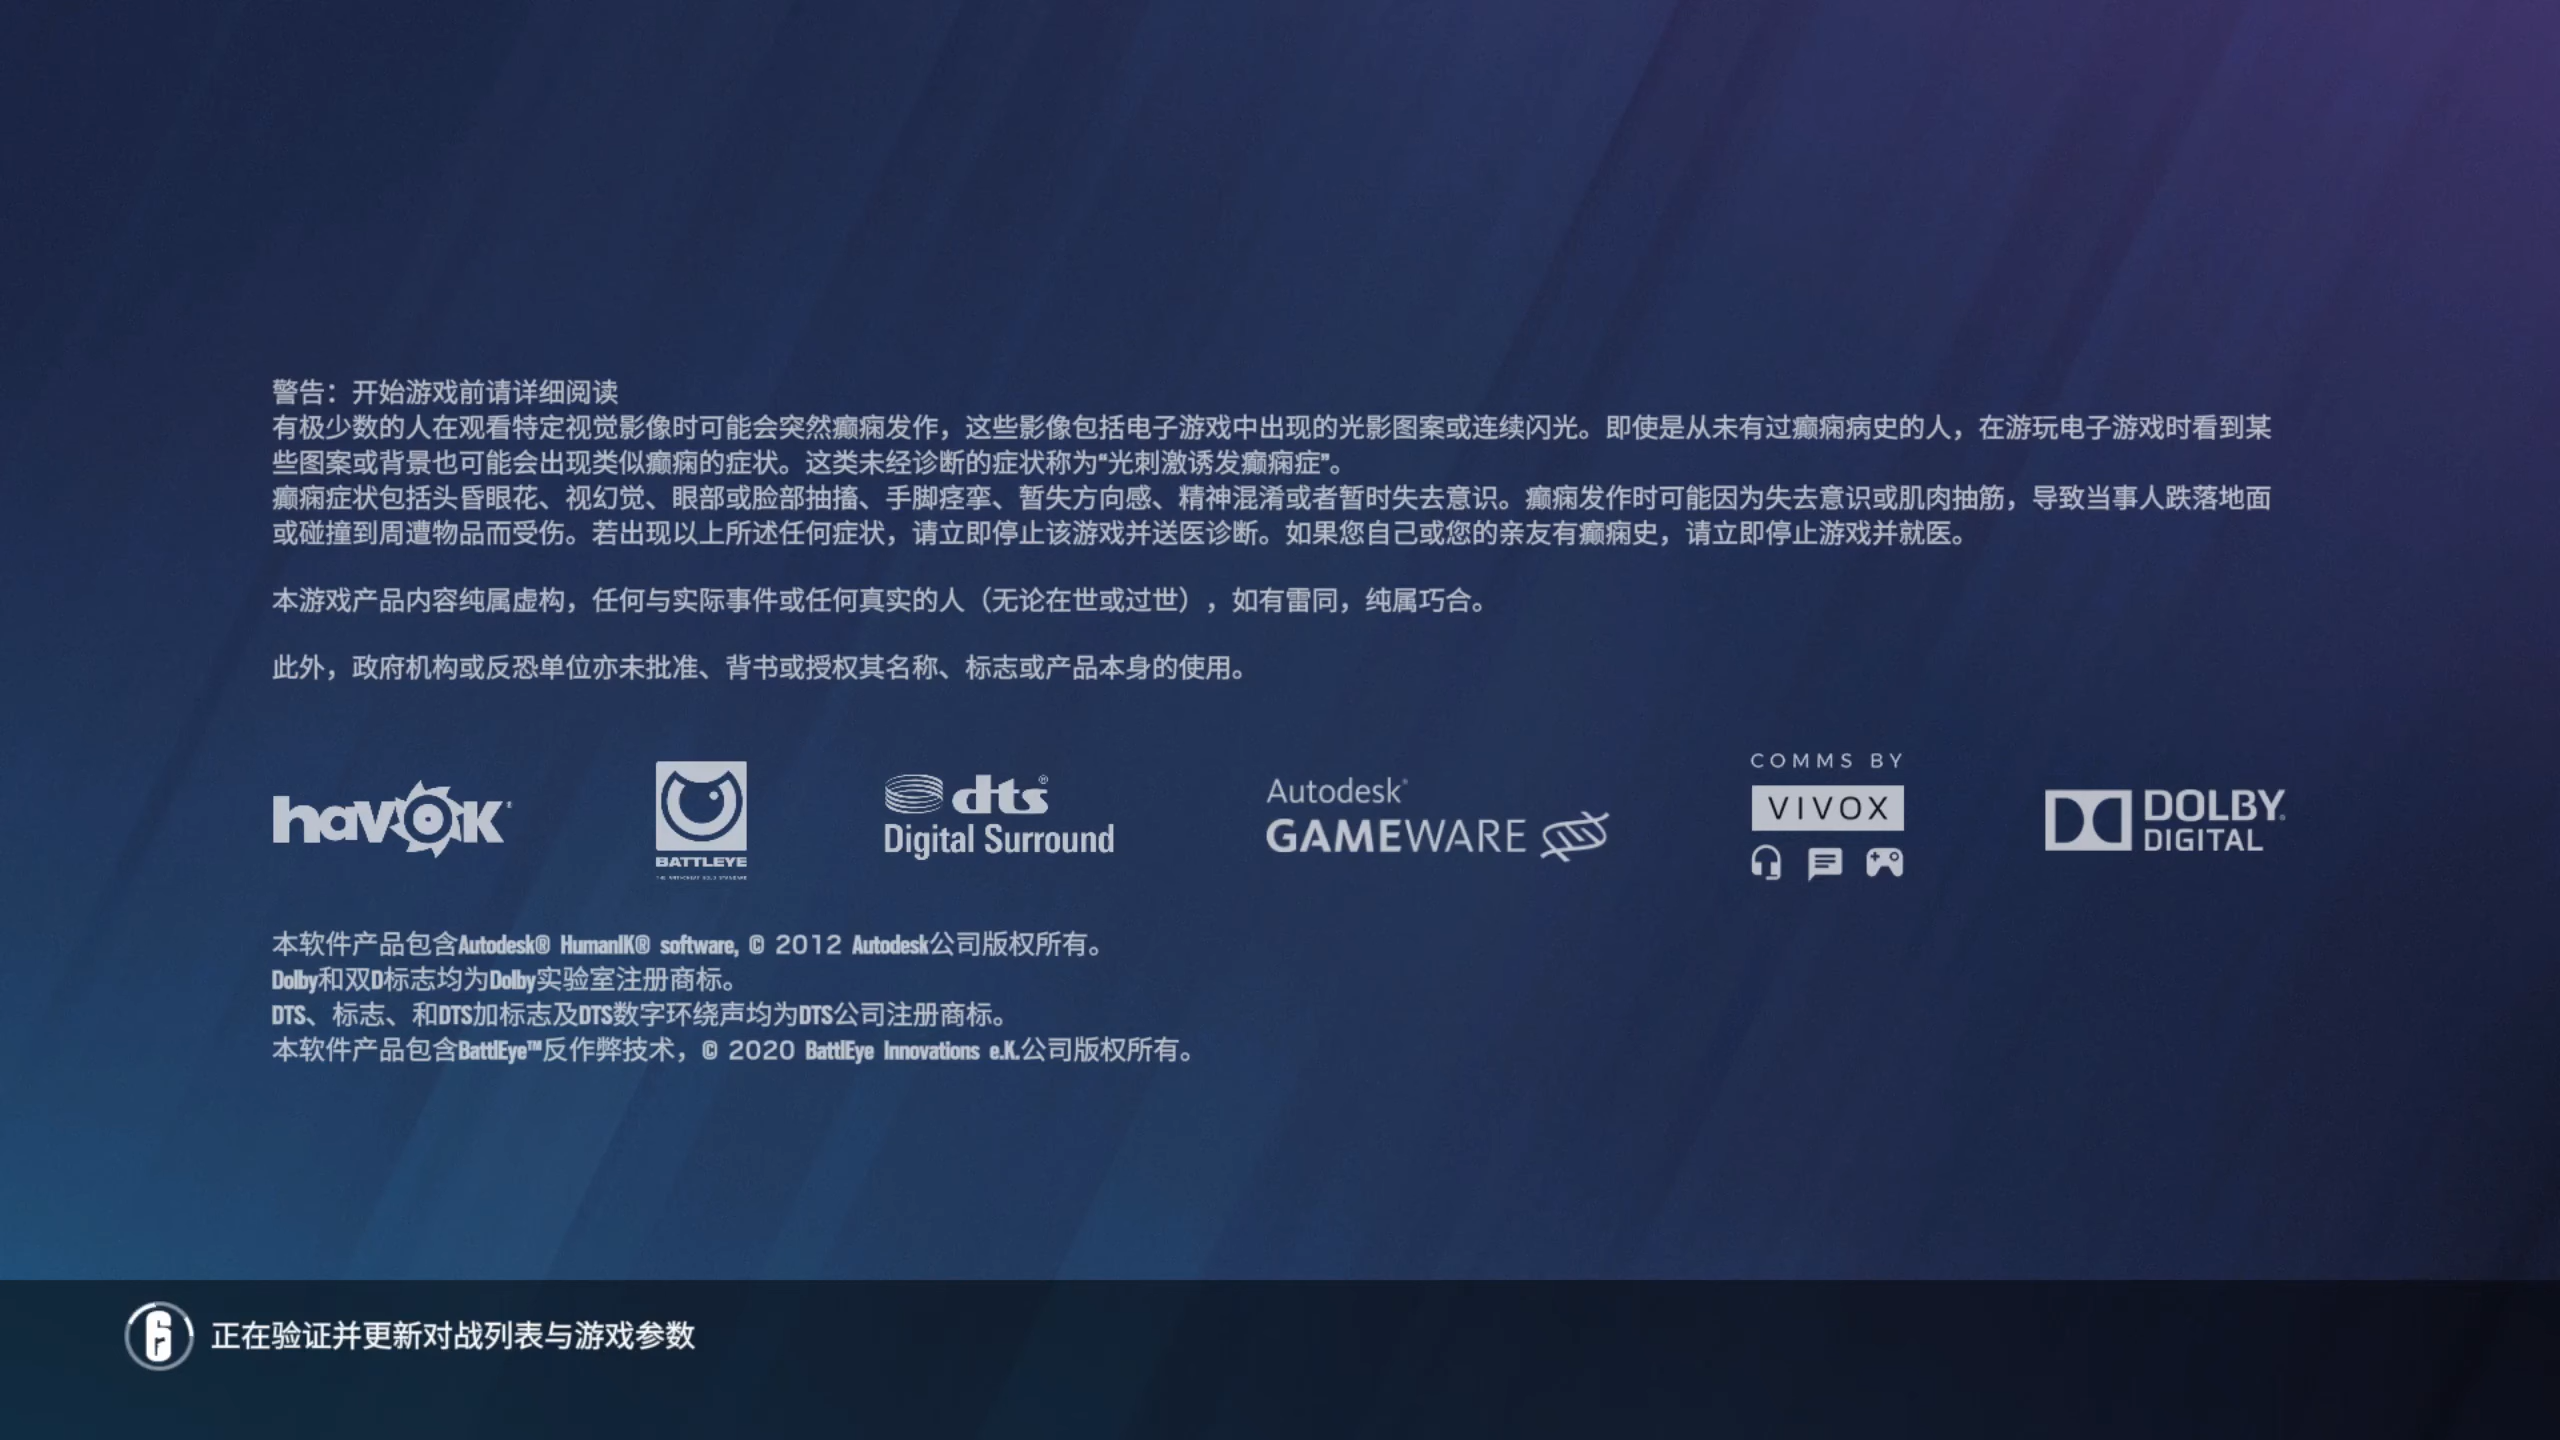 警告：开始游戏前请详细阅读
有极少数的人在观看特定视觉影像时可能会突然癫痫发作，这些影像包括电子游戏中出现的光影图案或连续闪光。即使是从未有过癫痫病史的人，在游玩电子游戏时看到某
些图案或背景也可能会出现类似癫痫的症状。这类未经诊断的症状称为“光刺激诱发癫痫症”。
癫痫症状包括头昏眼花、视幻觉、眼部或脸部抽搐、手脚痉挛、暂失方向感、精神混淆或者暂时失去意识。癫痫发作时可能因为失去意识或肌肉抽筋，导致当事人跌落地面
或碰撞到周遭物品而受伤。若出现以上所述任何症状，请立即停止该游戏并送医诊断。如果您自己或您的亲友有癫痫史，请立即停止游戏并就医。
本游戏产品内容纯属虚构，任何与实际事件或任何真实的人（无论在世或过世），如有雷同，纯属巧合。
此外，政府机构或反恐单位亦未批准、背书或授权其名称、标志或产品本身的使用。
havok
BATTLEYE
dts®
Digital Surround
Autodesk®
GAMEWARE
COMMS BY
VIVOX
DOLBY®
DIGITAL
本软件产品包含Autodesk® HumanIK® software, © 2012 Autodesk公司版权所有。
Dolby和双D标志均为Dolby实验室注册商标。
DTS、标志、和DTS加标志及DTS数字环绕声均为DTS公司注册商标。
本软件产品包含BattlEye™反作弊技术，© 2020 BattlEye Innovations e.K.公司版权所有。
正在验证并更新对战列表与游戏参数